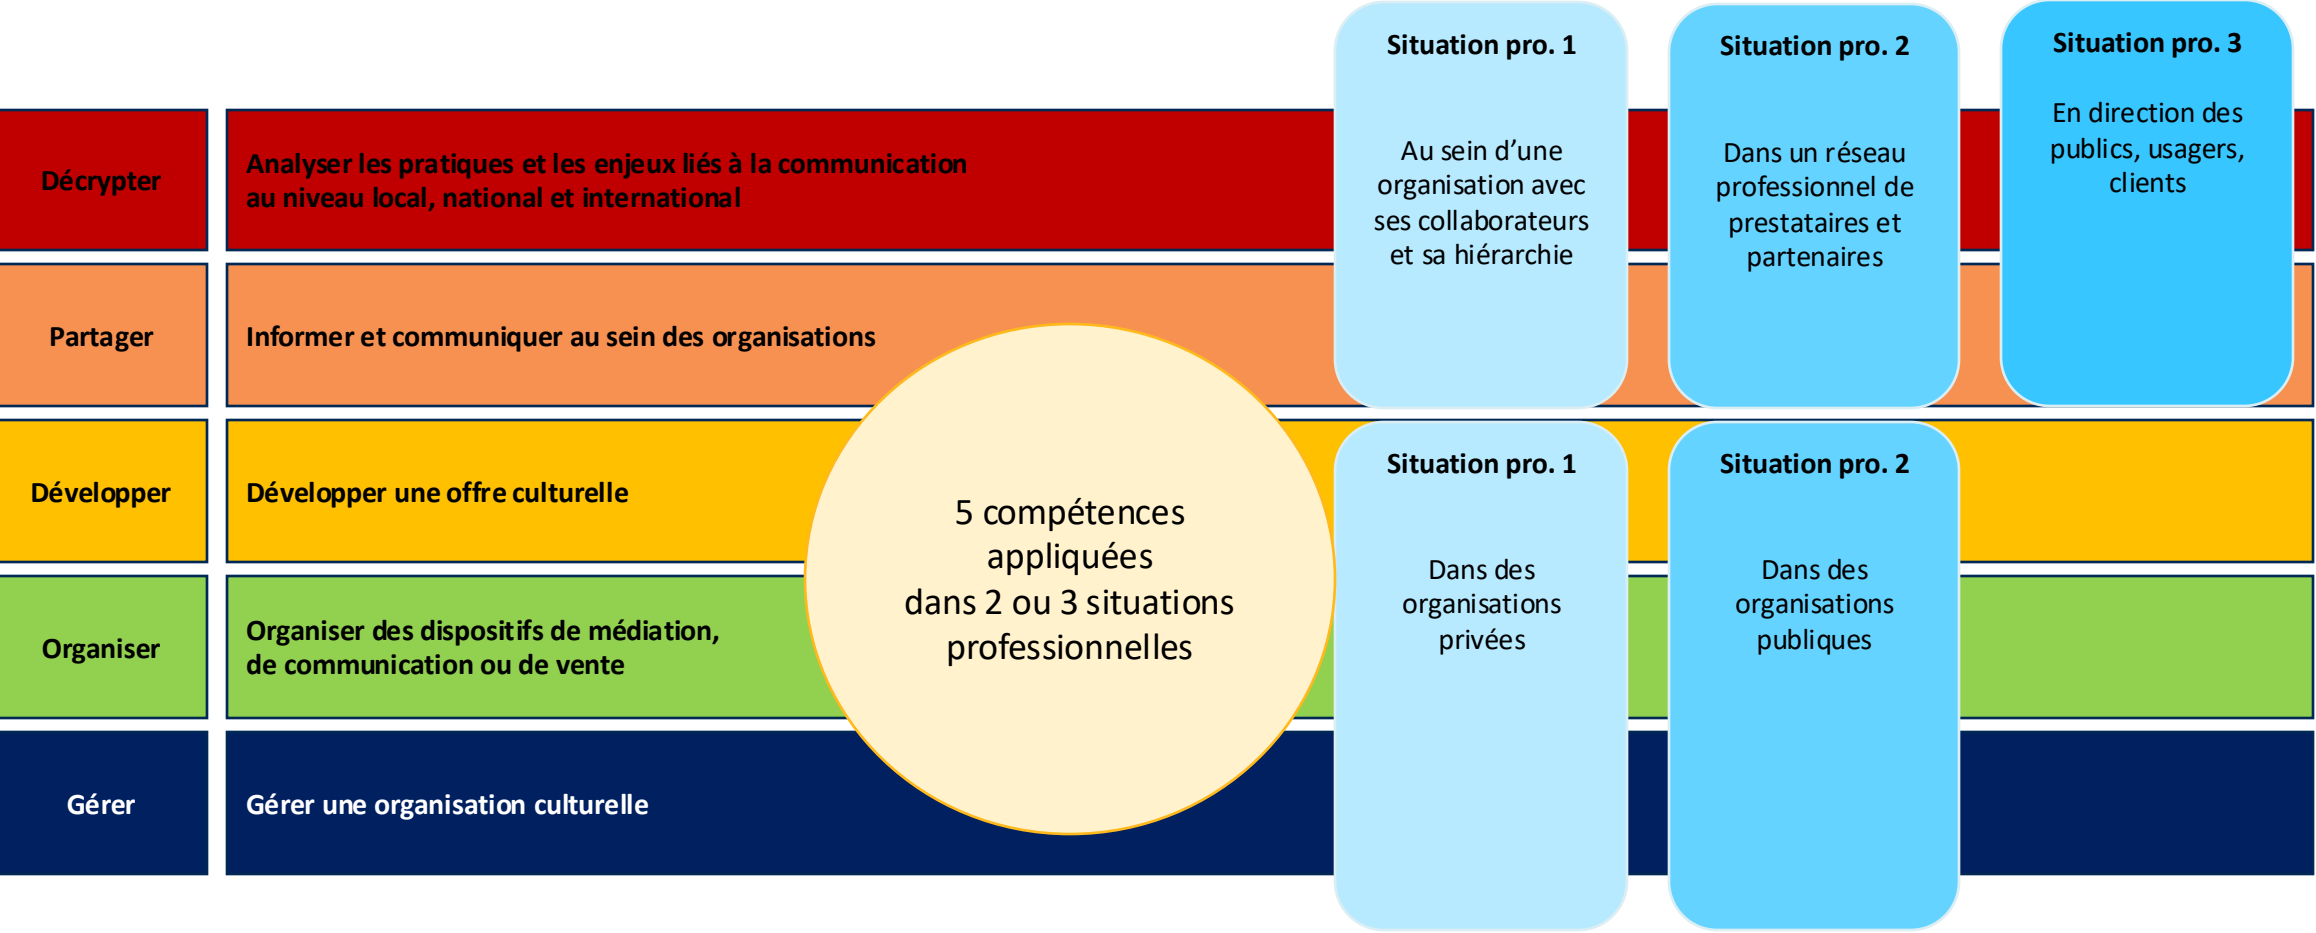 Situation pro. 1
Au sein d’une
organisation avec
ses collaborateurs
et sa hiérarchie
Situation pro. 2
Dans un réseau
professionnel de
prestataires et
partenaires
Situation pro. 3
En direction des
publics, usagers,
clients
Décrypter
Analyser les pratiques et les enjeux liés à la communication
au niveau local, national et international
Partager
Informer et communiquer au sein des organisations
Développer
Développer une offre culturelle
Organiser
Organiser des dispositifs de médiation,
de communication ou de vente
Gérer
Gérer une organisation culturelle
5 compétences
appliquées
dans 2 ou 3 situations
professionnelles
Situation pro. 1
Dans des
organisations
privées
Situation pro. 2
Dans des
organisations
publiques